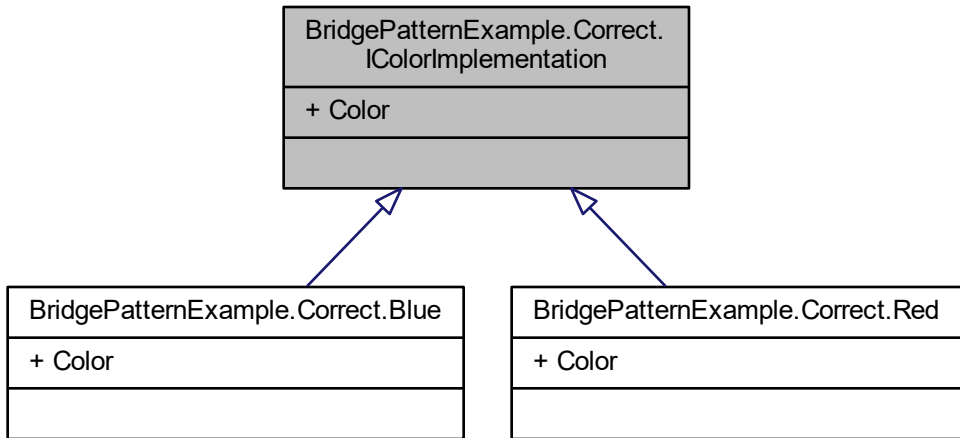 BridgePatternExample.Correct.
IColorImplementation
+ Color
BridgePatternExample.Correct.Blue
+ Color
BridgePatternExample.Correct.Red
+ Color